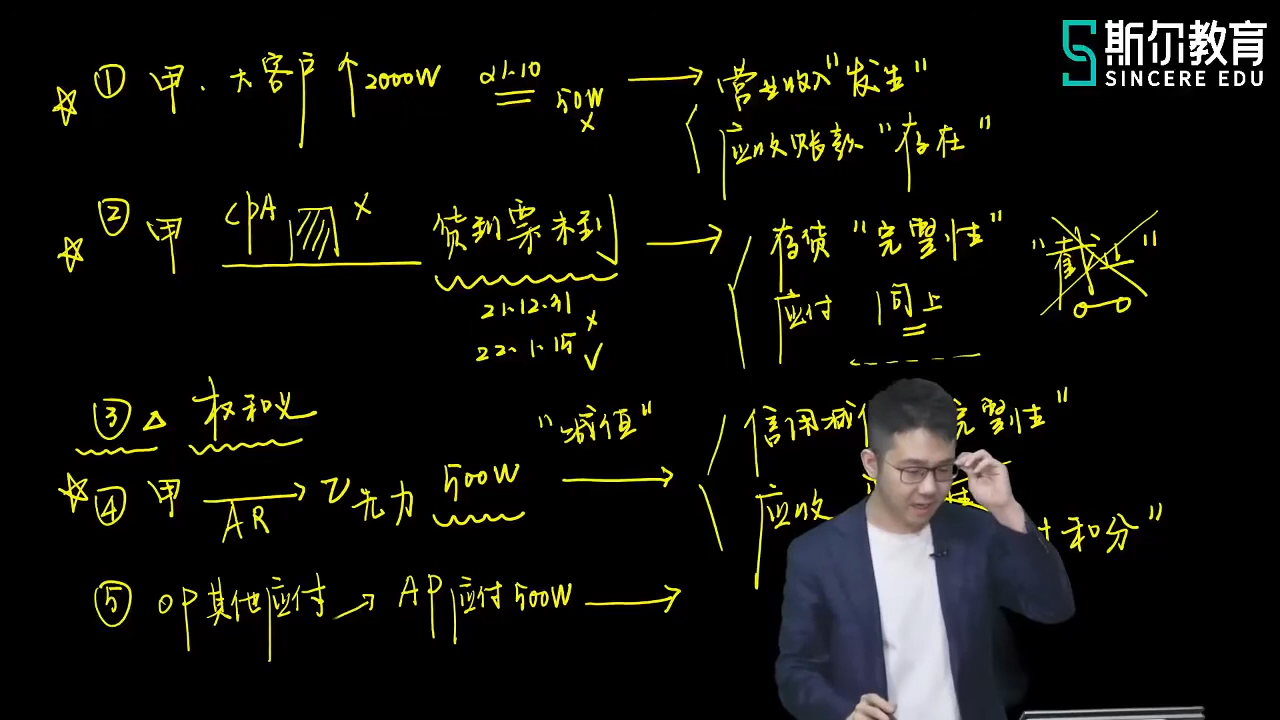 斯尔教育
SINCERE EDU
① 甲、大客户↑2000W 21.10 50W × → 营业收入"发生"
应收账款"存在"
② 甲 CPA × 货到票未到 → 存货"完整性" "截止"
21.12.31 ×
22.1.15 √
应付 同上
③ △ 权和义
"减值"
信用减 完整性"
④ 甲 → 乙 无力 500W →
AR
应收
和分"
⑤ OP 其他应付 → AP 应付 500W →